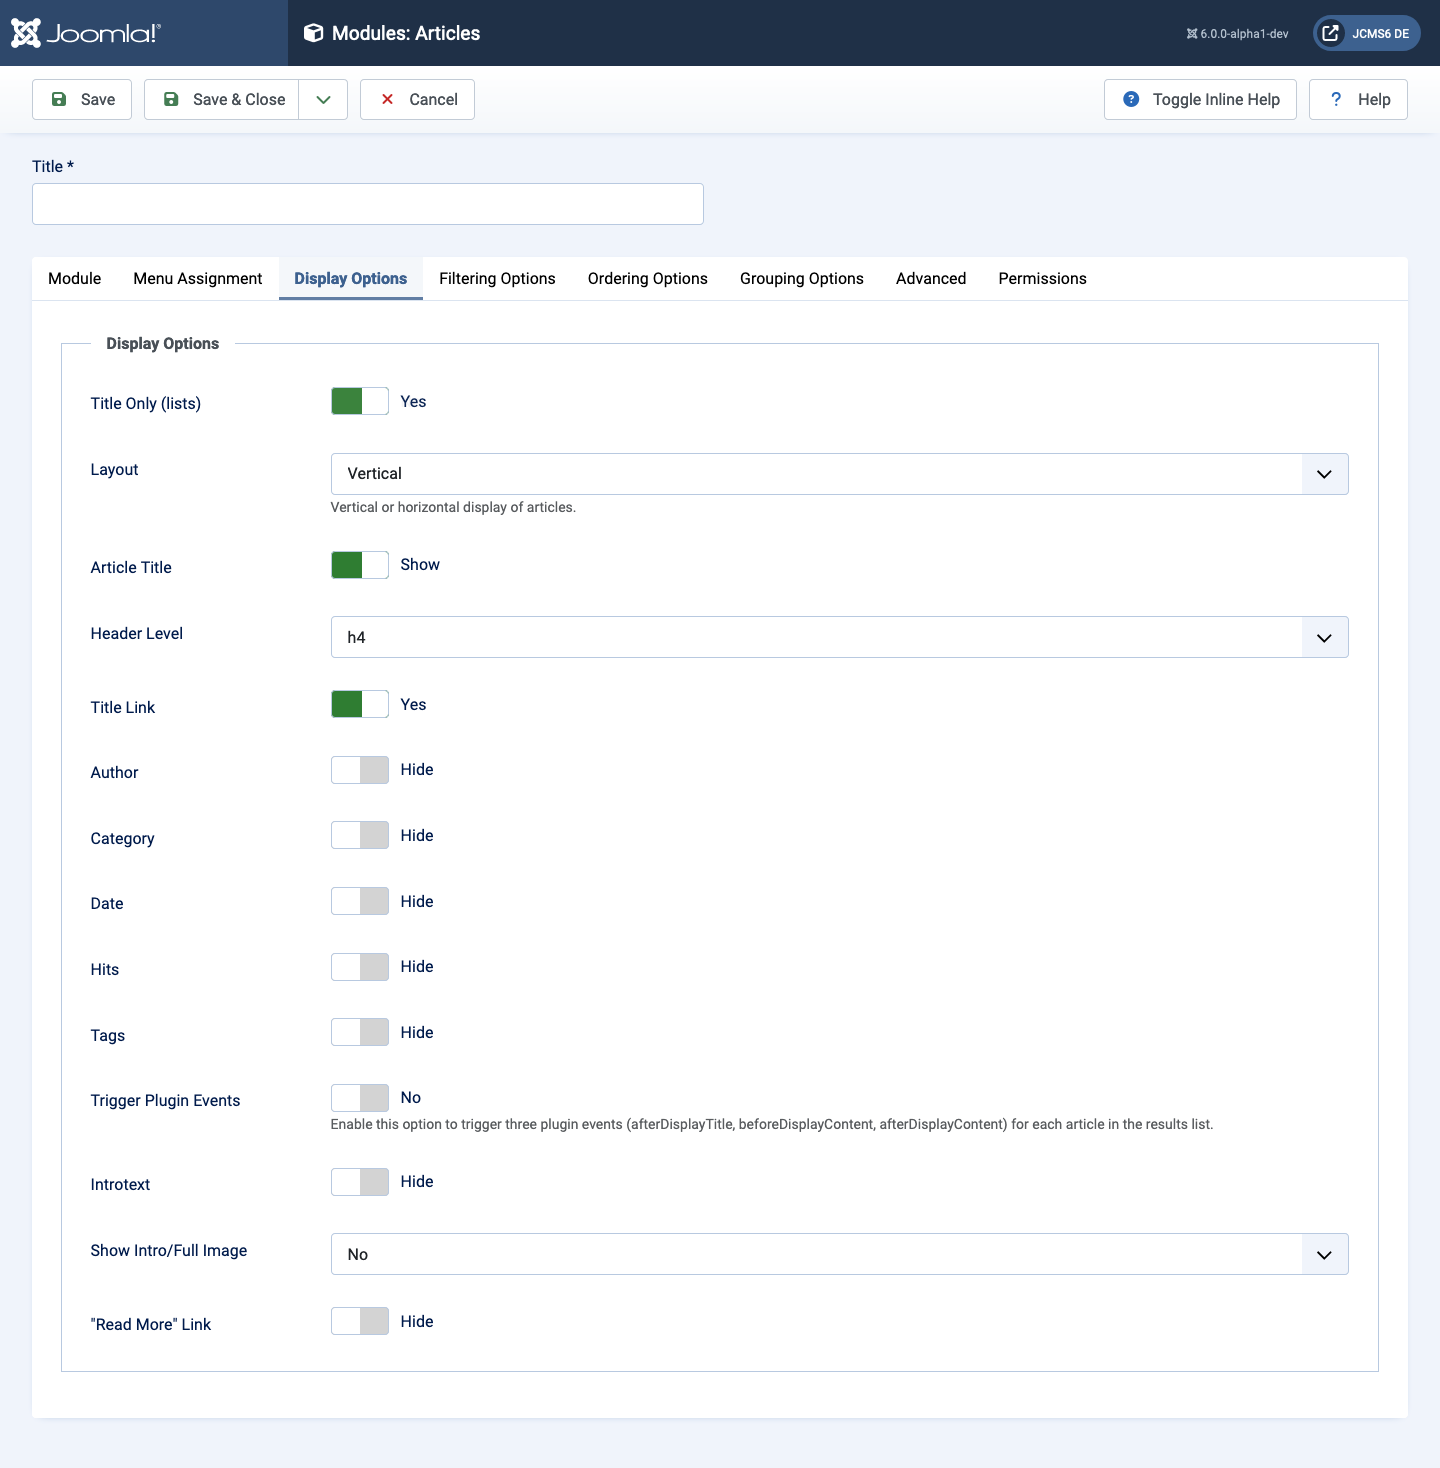 Joomla!®
Modules: Articles
6.0.0-alpha1-dev
JCMS6 DE
Save
Save & Close
Cancel
Toggle Inline Help
? Help
Title *
Module Menu Assignment Display Options Filtering Options Ordering Options Grouping Options Advanced Permissions
Display Options
Title Only (lists) Yes
Layout Vertical
Vertical or horizontal display of articles.
Article Title Show
Header Level h4
Title Link Yes
Author Hide
Category Hide
Date Hide
Hits Hide
Tags Hide
Trigger Plugin Events No
Enable this option to trigger three plugin events (afterDisplayTitle, beforeDisplayContent, afterDisplayContent) for each article in the results list.
Introtext Hide
Show Intro/Full Image No
"Read More" Link Hide